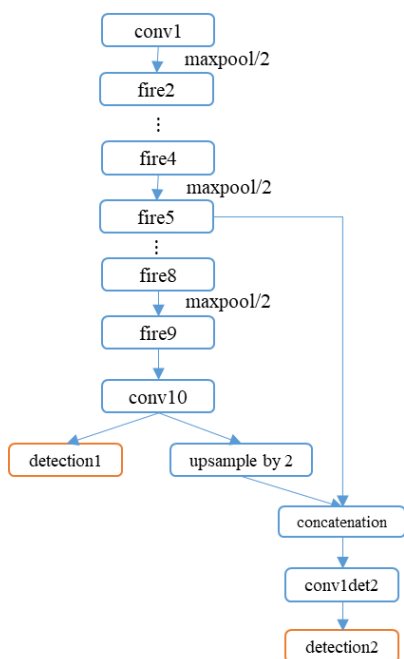 conv1
maxpool/2
fire2
⋮
fire4
maxpool/2
fire5
⋮
fire8
maxpool/2
fire9
conv10
detection1
upsample by 2
concatenation
conv1det2
detection2